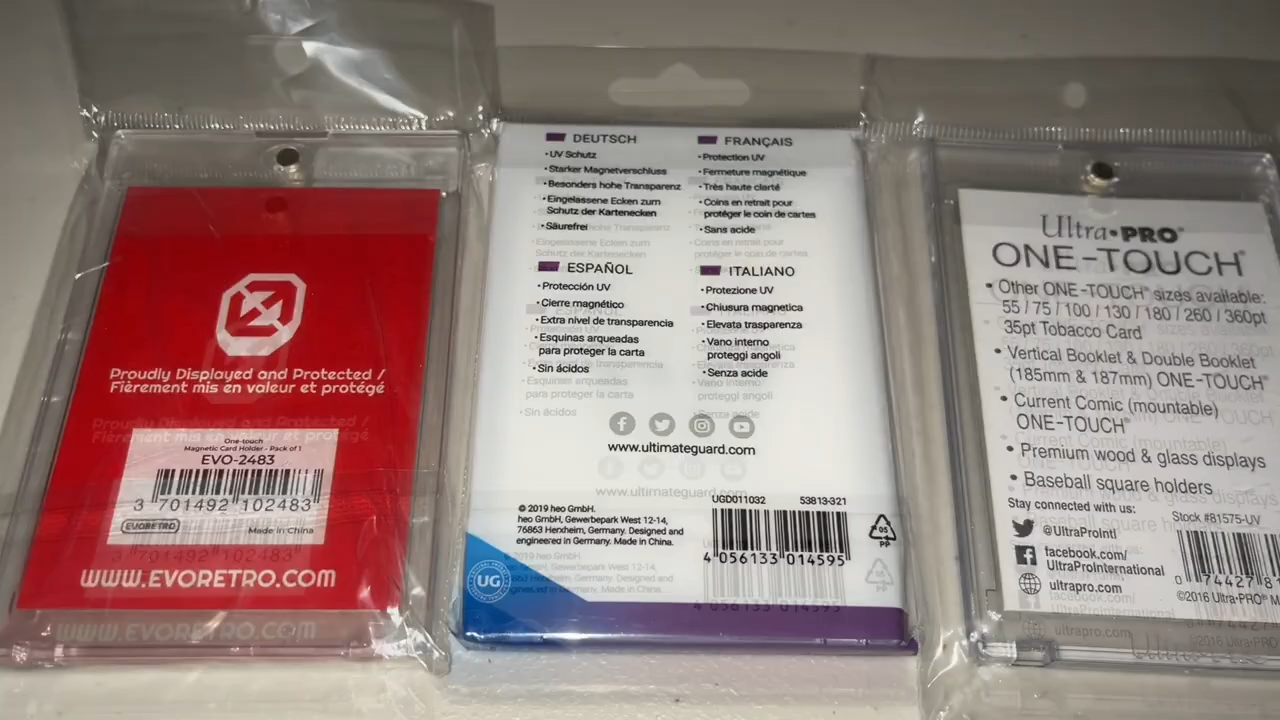 Proudly Displayed and Protected /
Fièrement mis en valeur et protégé
One-touch
Magnetic Card Holder - Pack of 1
EVO-2483
3 701492 102483
EVORETRO
Made in China
WWW.EVORETRO.COM
DEUTSCH
• UV Schutz
• Starker Magnetverschluss
• Besonders hohe Transparenz
• Eingelassene Ecken zum
Schutz der Kartenecken
• Säurefrei
FRANÇAIS
• Protection UV
• Fermeture magnétique
• Très haute clarté
• Coins en retrait pour
protéger le coin de cartes
• Sans acide
ESPAÑOL
• Protección UV
• Cierre magnético
• Extra nivel de transparencia
• Esquinas arqueadas
para proteger la carta
• Sin ácidos
ITALIANO
• Protezione UV
• Chiusura magnetica
• Elevata trasparenza
• Vano interno
proteggi angoli
• Senza acide
www.ultimateguard.com
UGD011032 53813-321
© 2019 heo GmbH.
heo GmbH, Gewerbepark West 12-14,
76863 Herxheim, Germany. Designed and
engineered in Germany. Made in China.
4 056133 014595
05
PP
UG
Ultra•PRO®
ONE-TOUCH®
• Other ONE-TOUCH® sizes available:
55 / 75 / 100 / 130 / 180 / 260 / 360pt
35pt Tobacco Card
• Vertical Booklet & Double Booklet
(185mm & 187mm) ONE-TOUCH®
• Current Comic (mountable)
ONE-TOUCH®
• Premium wood & glass displays
• Baseball square holders
Stay connected with us:
@UltraProIntl
facebook.com/
UltraProInternational
ultrapro.com
Stock #81575-UV
0 74427 8
©2016 Ultra•PRO® M